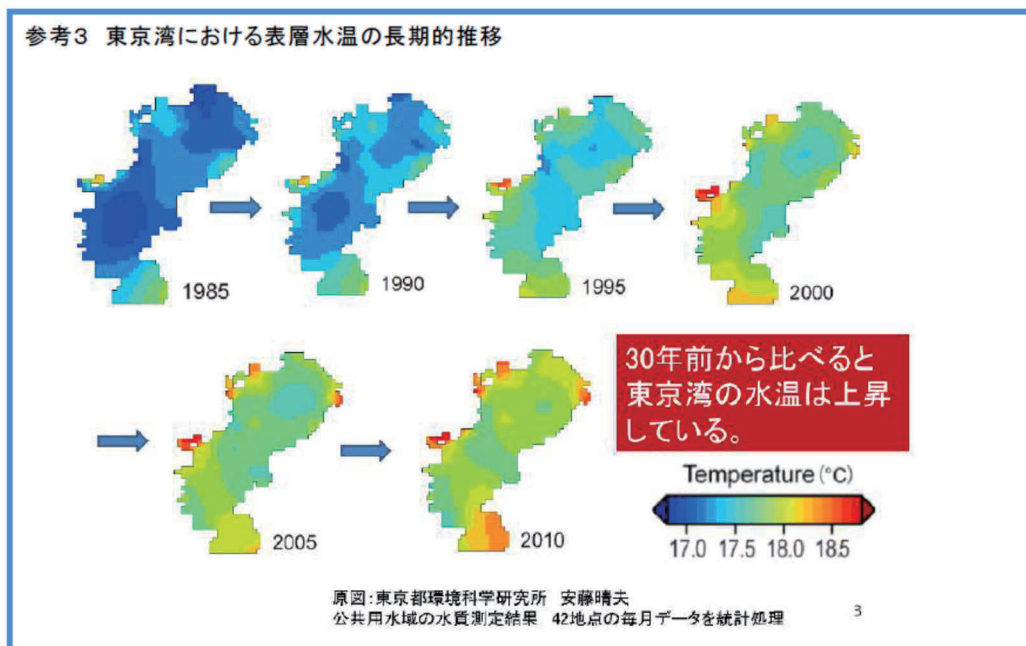 参考3 東京湾における表層水温の長期的推移
1985
1990
1995
2000
2005
2010
30年前から比べると
東京湾の水温は上昇
している。
Temperature (°C)
17.0 17.5 18.0 18.5
原図:東京都環境科学研究所 安藤晴夫
公共用水域の水質測定結果 42地点の毎月データを統計処理
3